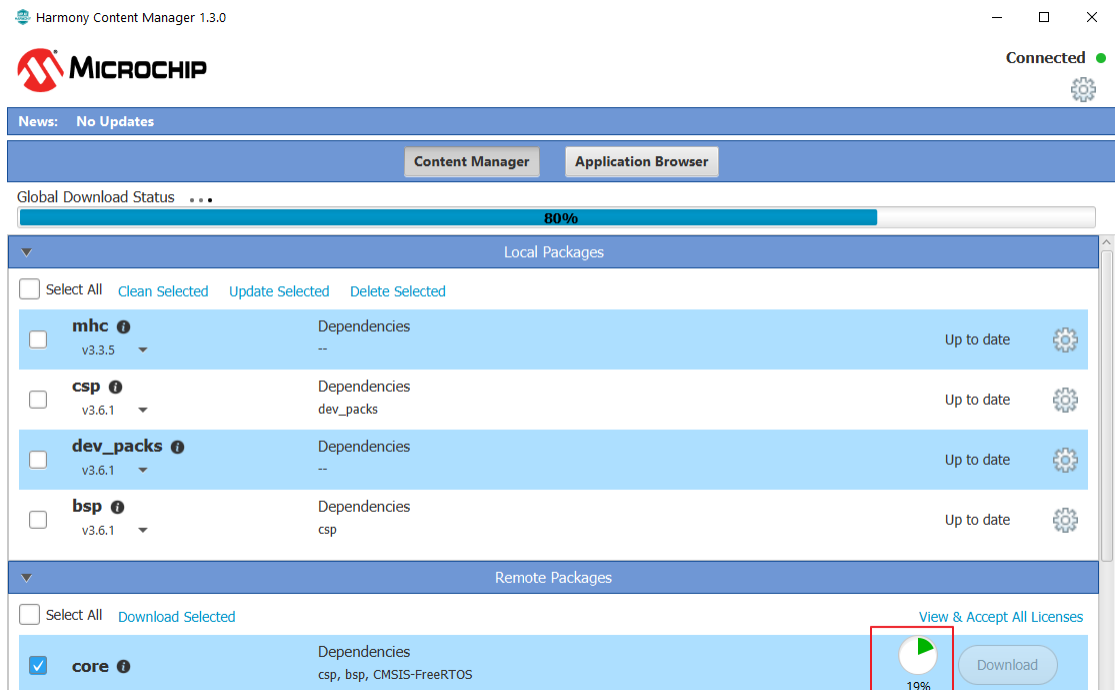 Harmony Content Manager 1.3.0
MICROCHIP
Connected
News: No Updates
Content Manager Application Browser
Global Download Status
80%
Local Packages
Select All Clean Selected Update Selected Delete Selected
mhc Dependencies
v3.3.5 -- Up to date
csp Dependencies
v3.6.1 dev_packs Up to date
dev_packs Dependencies
v3.6.1 -- Up to date
bsp Dependencies
v3.6.1 csp Up to date
Remote Packages
Select All Download Selected View & Accept All Licenses
core Dependencies
csp, bsp, CMSIS-FreeRTOS Download
19%